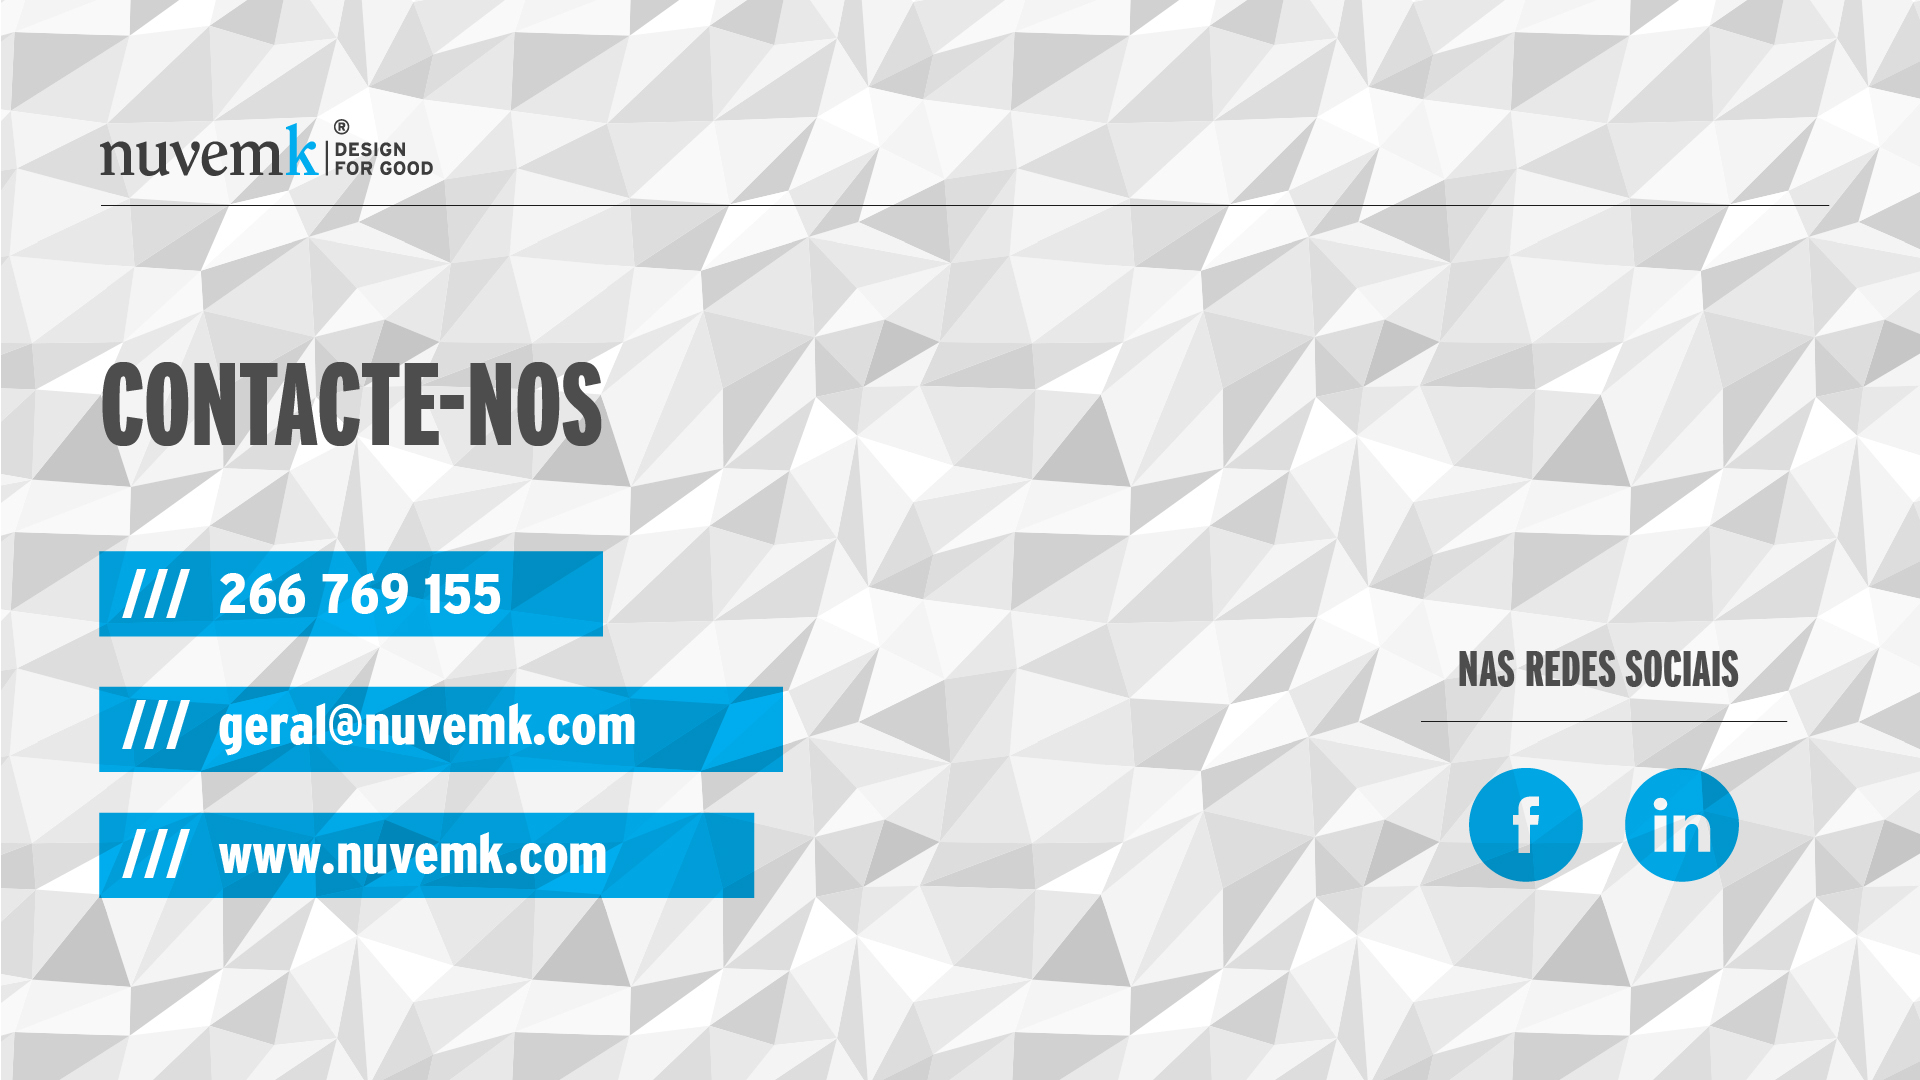 nuvemk®
DESIGN
FOR GOOD
CONTACTE-NOS
/// 266 769 155
/// geral@nuvemk.com
/// www.nuvemk.com
NAS REDES SOCIAIS
f in